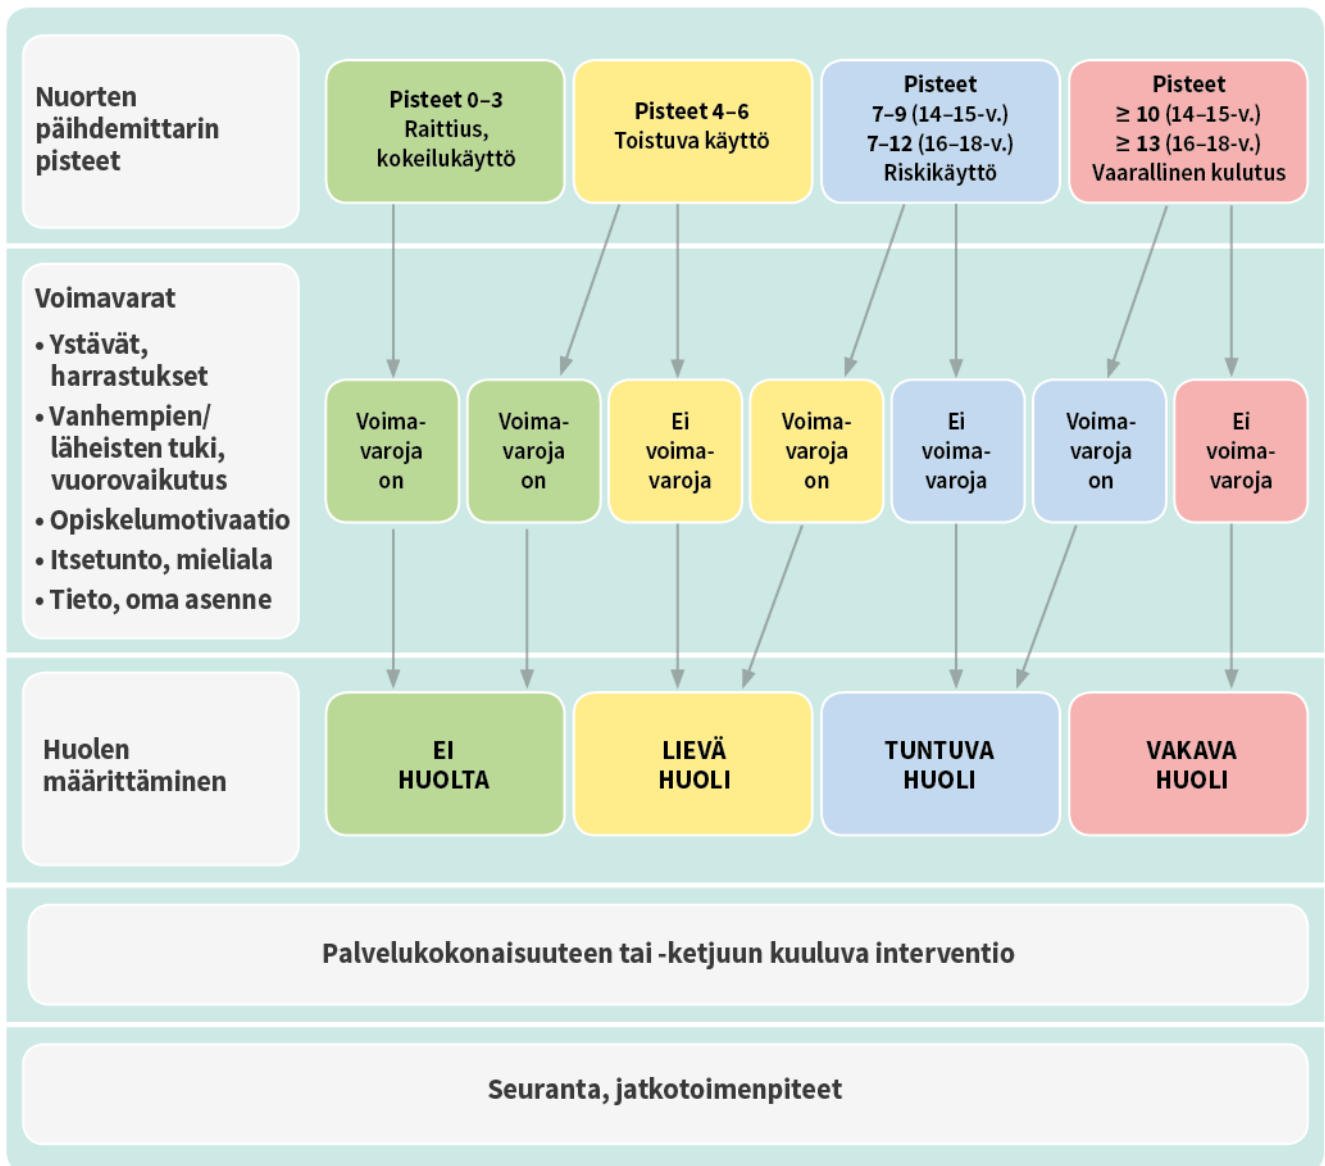 Nuorten
päihdemittarin
pisteet
Pisteet 0–3
Raittius,
kokeilukäyttö
Pisteet 4–6
Toistuva käyttö
Pisteet
7–9 (14–15-v.)
7–12 (16–18-v.)
Riskikäyttö
Pisteet
≥ 10 (14–15-v.)
≥ 13 (16–18-v.)
Vaarallinen kulutus
Voimavarat
• Ystävät,
harrastukset
• Vanhempien/
läheisten tuki,
vuorovaikutus
• Opiskelumotivaatio
• Itsetunto, mieliala
• Tieto, oma asenne
Voima-
varoja
on
Voima-
varoja
on
Ei
voima-
varoja
Voima-
varoja
on
Ei
voima-
varoja
Voima-
varoja
on
Ei
voima-
varoja
Huolen
määrittäminen
EI
HUOLTA
LIEVÄ
HUOLI
TUNTUVA
HUOLI
VAKAVA
HUOLI
Palvelukokonaisuuteen tai -ketjuun kuuluva interventio
Seuranta, jatkotoimenpiteet